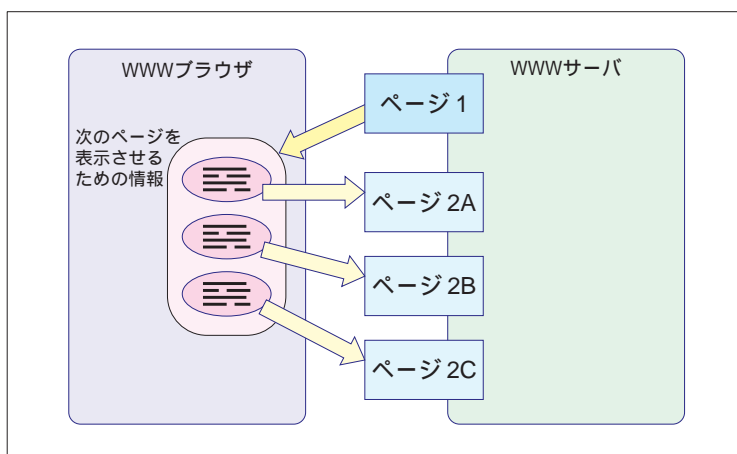 WWWブラウザ
WWWサーバ
ページ 1
次のページを
表示させる
ための情報
ページ 2A
ページ 2B
ページ 2C